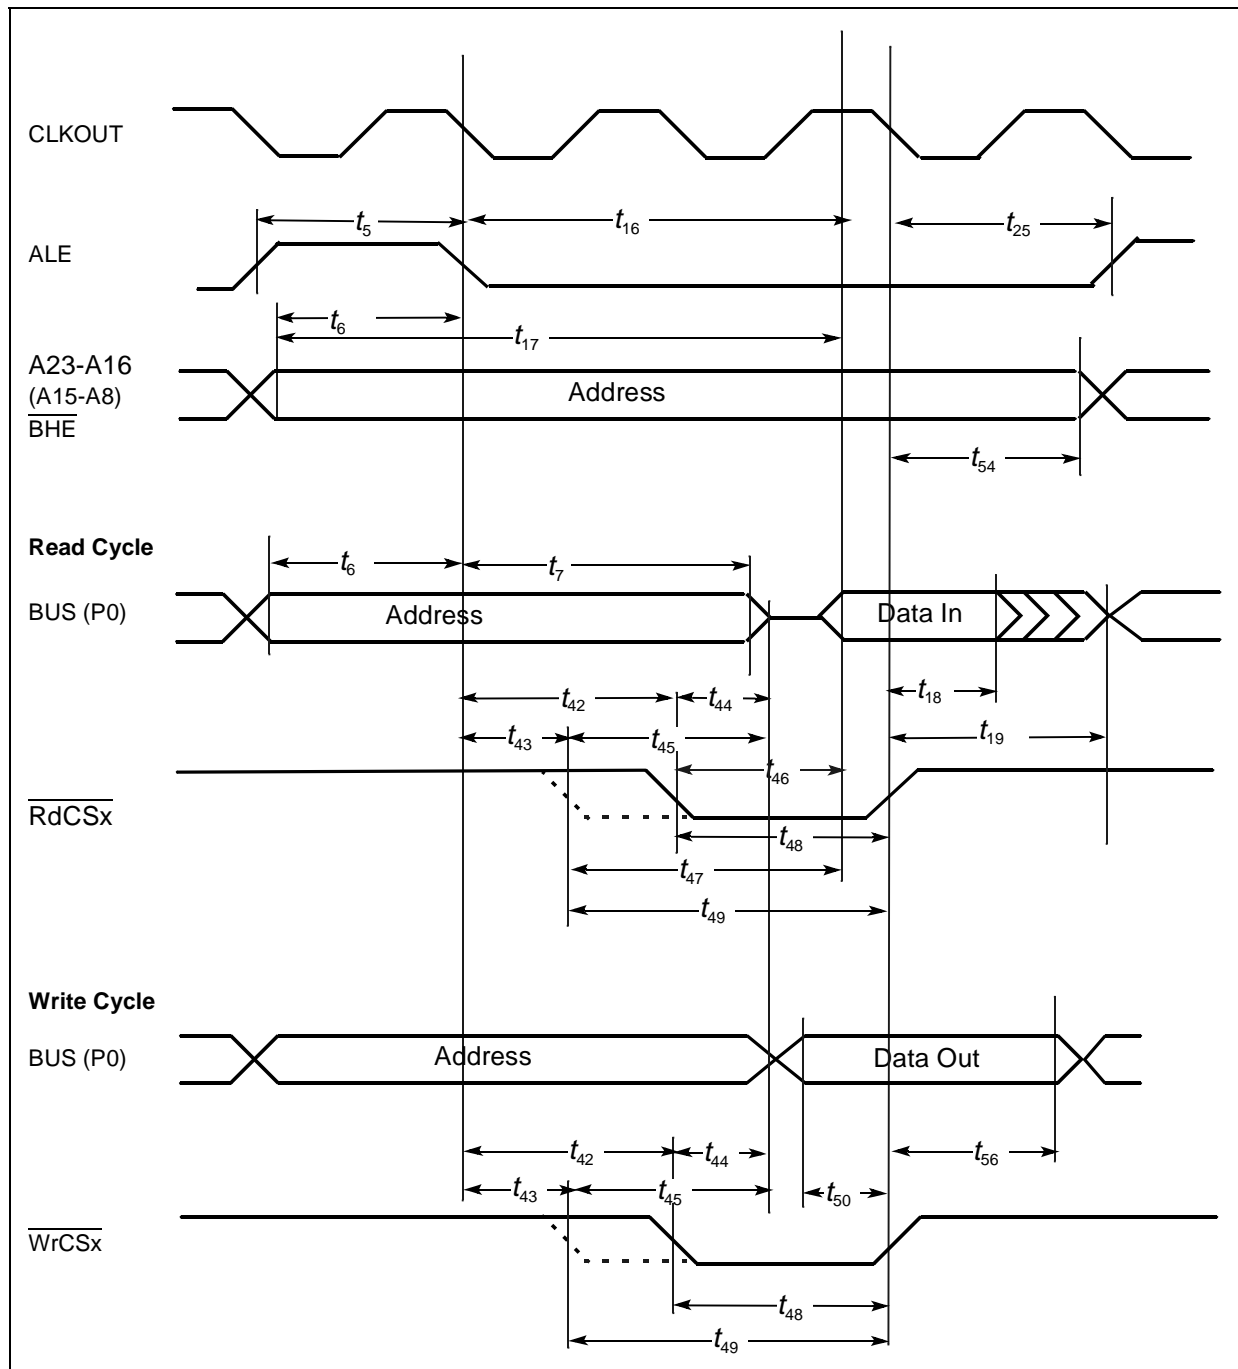 CLKOUT
t5 t16 t25
ALE
t6 t17
A23-A16
(A15-A8)
BHE
Address
t54
Read Cycle
t6 t7
BUS (P0) Address Data In
t42 t44 t18
t43 t45 t19
t46
RdCSx
t48
t47
t49
Write Cycle
BUS (P0) Address Data Out
t42 t44 t56
t43 t45 t50
WrCSx
t48
t49